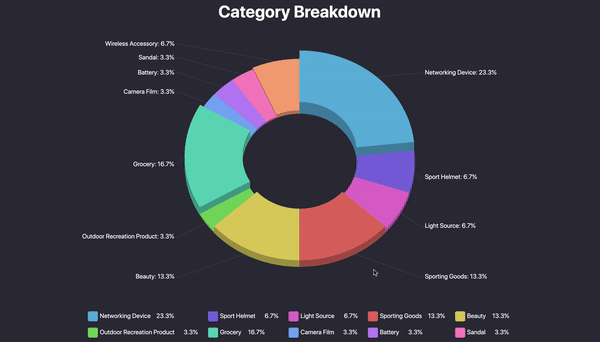 Category Breakdown
Wireless Accessory: 6.7%
Sandal: 3.3%
Battery: 3.3%
Networking Device: 23.3%
Camera Film: 3.3%
Grocery: 16.7%
Sport Helmet: 6.7%
Light Source: 6.7%
Outdoor Recreation Product: 3.3%
Beauty: 13.3%
Sporting Goods: 13.3%
Networking Device 23.3% Sport Helmet 6.7% Light Source 6.7% Sporting Goods 13.3% Beauty 13.3%
Outdoor Recreation Product 3.3% Grocery 16.7% Camera Film 3.3% Battery 3.3% Sandal 3.3%